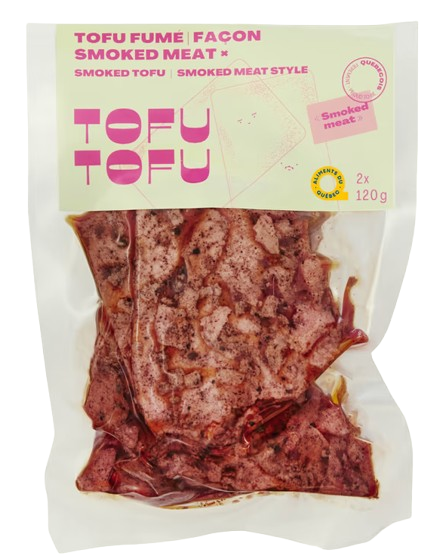 TOFU FUMÉ | FAÇON
SMOKED MEAT *
SMOKED TOFU | SMOKED MEAT STYLE
QUÉBÉCOIS
TOFU
TOFU
« Smoked
meat »
ALIMENTS DU
QUÉBEC
2x
120 g